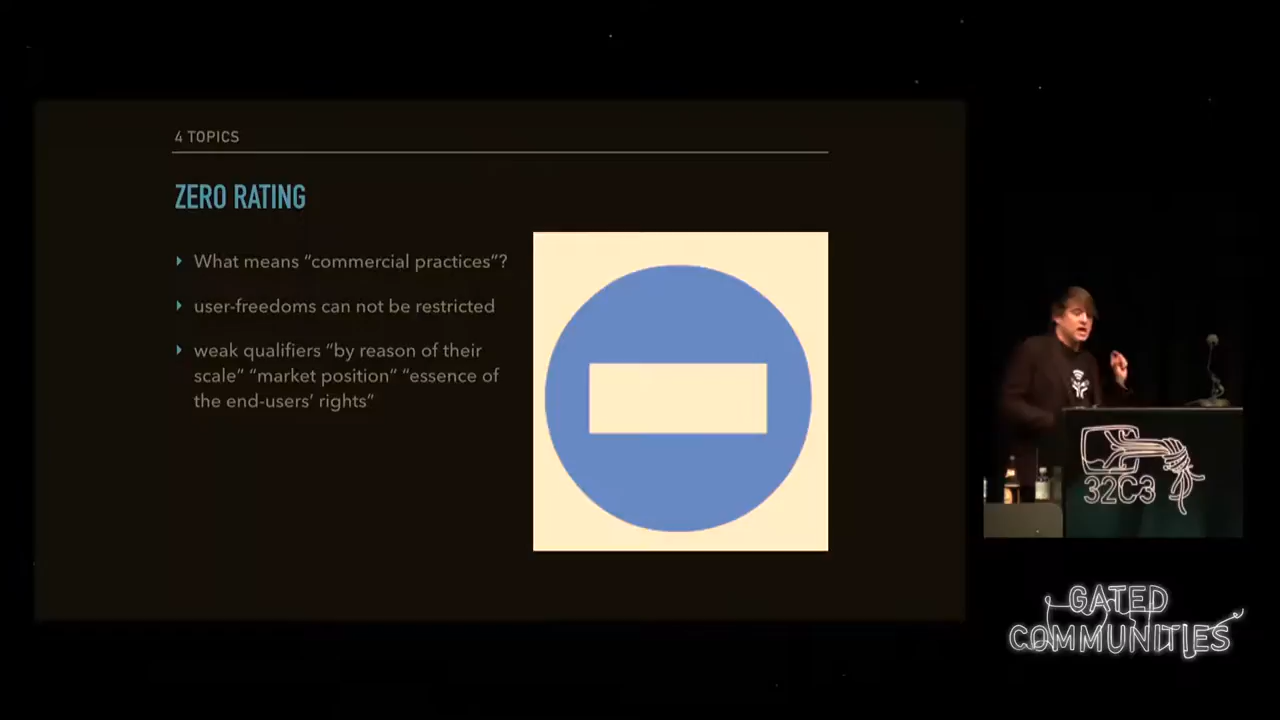 4 TOPICS
ZERO RATING
What means “commercial practices”?
user-freedoms can not be restricted
weak qualifiers “by reason of their
scale” “market position” “essence of
the end-users’ rights”
32C3
GATED
COMMUNITIES